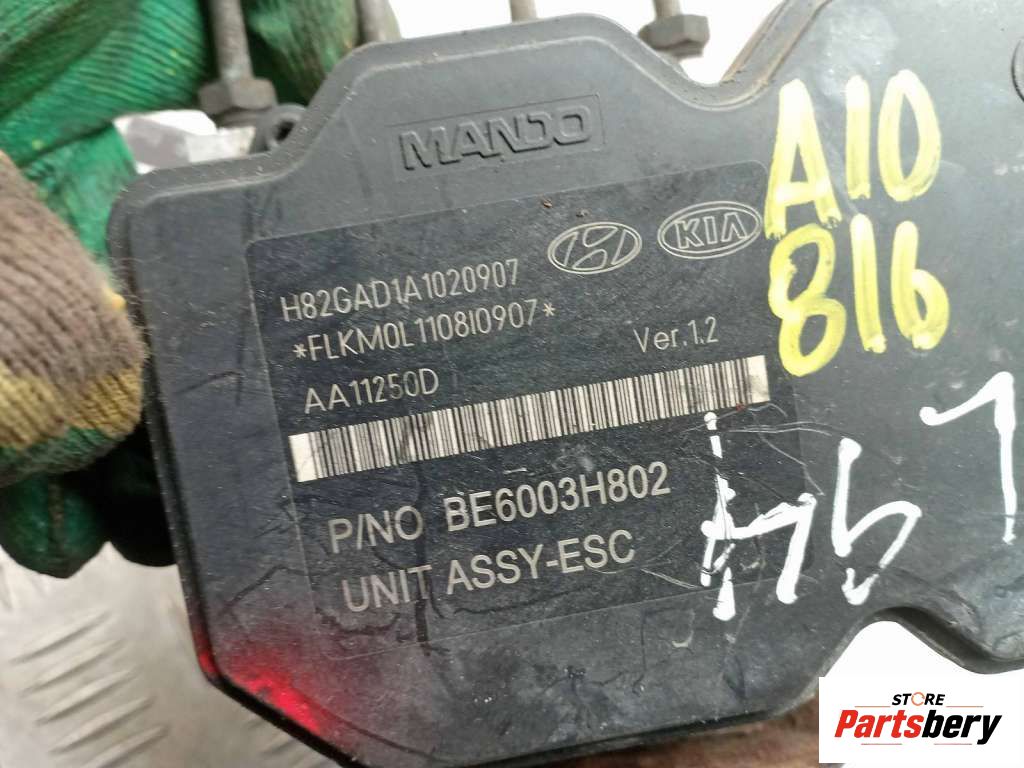 MANDO
KIA
H82GAD1A1020907
*FLKM0L1108I0907*
Ver.1.2
AA11250D
P/NO BE6003H802
UNIT ASSY-ESC
A10
816
STORE
Partsbery